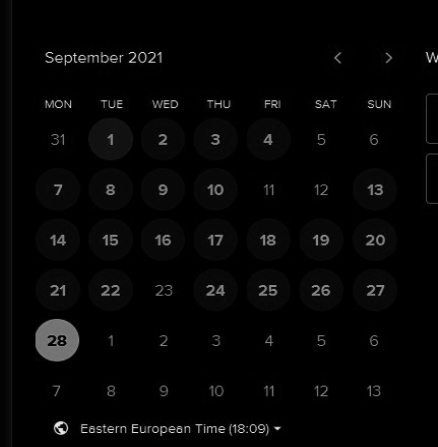 September 2021
W
MON TUE WED THU FRI SAT SUN
31 1 2 3 4 5 6
7 8 9 10 11 12 13
14 15 16 17 18 19 20
21 22 23 24 25 26 27
28 1 2 3 4 5 6
7 8 9 10 11 12 13
Eastern European Time (18:09)